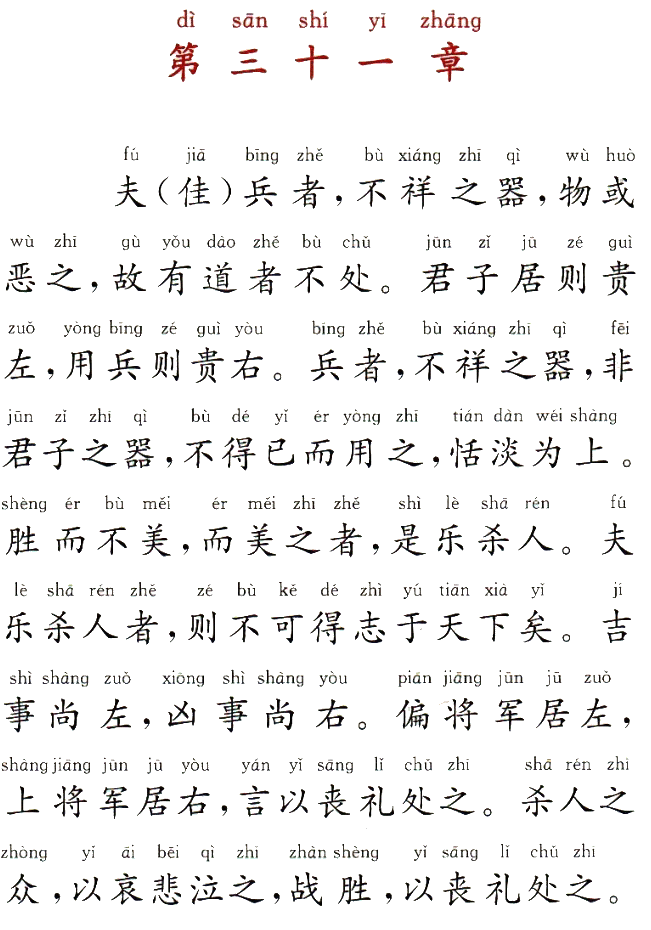 dì sān shí yī zhāng
第三十一章
fú jiā bīng zhě bù xiáng zhī qì wù huò
夫（佳）兵者，不祥之器，物或
wù zhī gù yǒu dào zhě bù chǔ jūn zǐ jū zé guì
恶之，故有道者不处。君子居则贵
zuǒ yòng bīng zé guì yòu bīng zhě bù xiáng zhī qì fēi
左，用兵则贵右。兵者，不祥之器，非
jūn zǐ zhī qì bù dé yǐ ér yòng zhī tián dàn wéi shàng
君子之器，不得已而用之，恬淡为上。
shèng ér bù měi ér měi zhī zhě shì lè shā rén fú
胜而不美，而美之者，是乐杀人。夫
lè shā rén zhě zé bù kě dé zhì yú tiān xià yǐ jí
乐杀人者，则不可得志于天下矣。吉
shì shàng zuǒ xiōng shì shàng yòu piān jiāng jūn jū zuǒ
事尚左，凶事尚右。偏将军居左，
shàng jiāng jūn jū yòu yán yǐ sāng lǐ chǔ zhī shā rén zhī
上将军居右，言以丧礼处之。杀人之
zhòng yǐ āi bēi qì zhī zhàn shèng yǐ sāng lǐ chǔ zhī
众，以哀悲泣之，战胜，以丧礼处之。